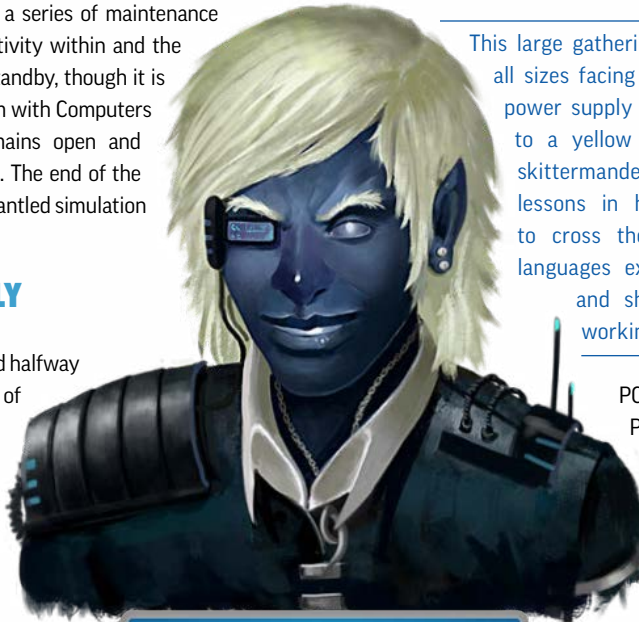 a series of maintenance
tivity within and the
tandby, though it is
n with Computers
ains open and
. The end of the
antled simulation
LY
d halfway
of
This large gatheri
all sizes facing
power supply
to a yellow
skittermande
lessons in h
to cross the
languages ex
and sh
workin
PO
P